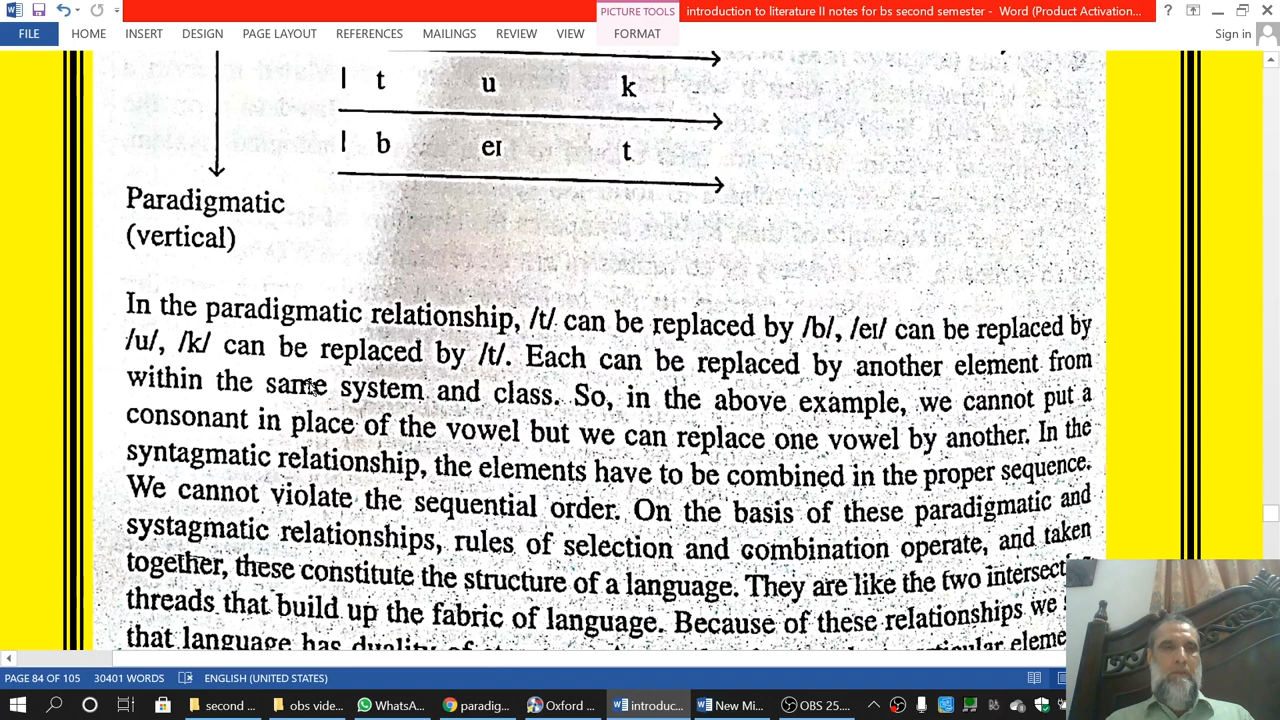 PICTURE TOOLS
introduction to literature II notes for bs second semester - Word (Product Activation...
FILE HOME INSERT DESIGN PAGE LAYOUT REFERENCES MAILINGS REVIEW VIEW FORMAT Sign in
t u k
b eɪ t
Paradigmatic
(vertical)
In the paradigmatic relationship, /t/ can be replaced by /b/, /eɪ/ can be replaced by
/u/, /k/ can be replaced by /t/. Each can be replaced by another element from
within the same system and class. So, in the above example, we cannot put a
consonant in place of the vowel but we can replace one vowel by another. In the
syntagmatic relationship, the elements have to be combined in the proper sequence.
We cannot violate the sequential order. On the basis of these paradigmatic and
systagmatic relationships, rules of selection and combination operate, and taken
together, these constitute the structure of a language. They are like the two
threads that build up the fabric of language. Because of these relationships we
that language has duality of
PAGE 84 OF 105 30401 WORDS ENGLISH (UNITED STATES)
second ... obs vide... WhatsA... paradig... Oxford ... introduc... New Mi... OBS 25....